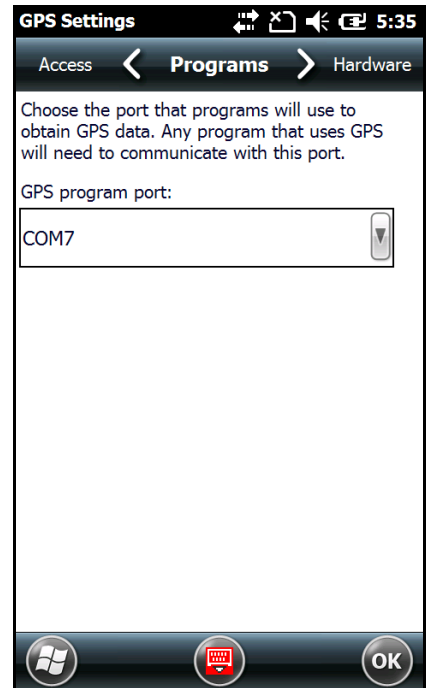 GPS Settings 5:35
Access Programs Hardware
Choose the port that programs will use to
obtain GPS data. Any program that uses GPS
will need to communicate with this port.
GPS program port:
COM7
OK